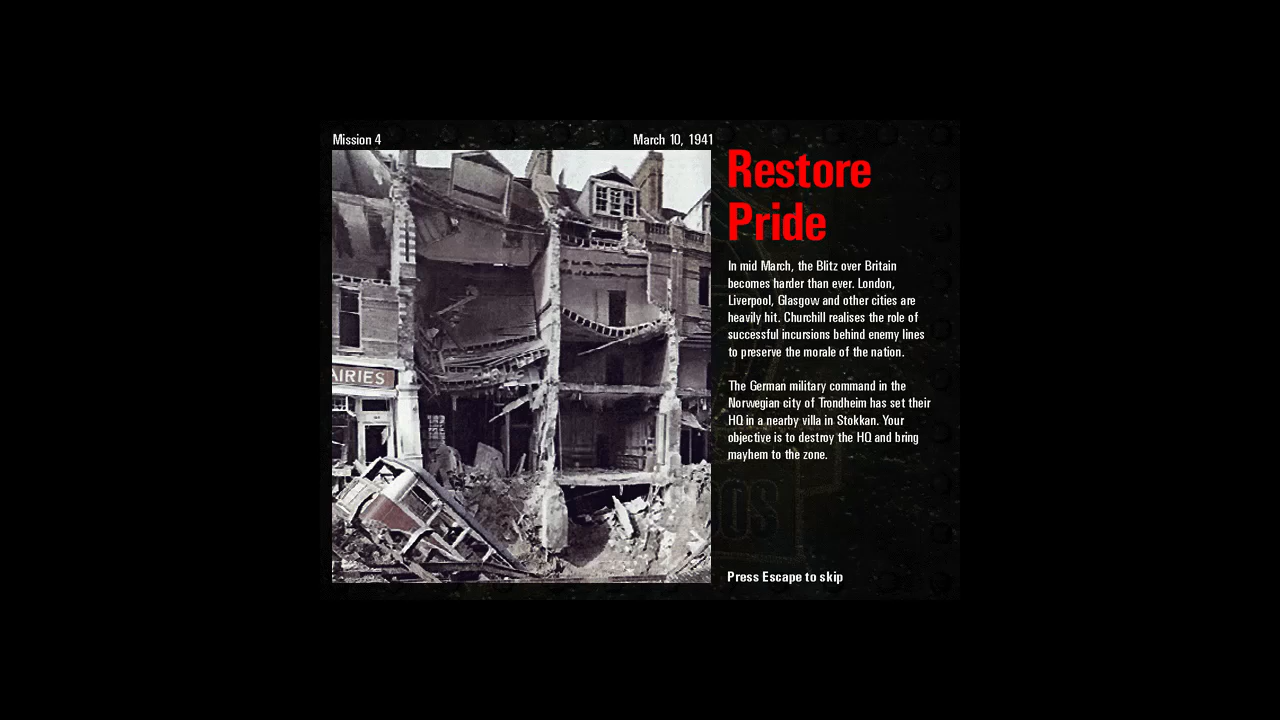 Mission 4
March 10, 1941
Restore
Pride
In mid March, the Blitz over Britain
becomes harder than ever. London,
Liverpool, Glasgow and other cities are
heavily hit. Churchill realises the role of
successful incursions behind enemy lines
to preserve the morale of the nation.
The German military command in the
Norwegian city of Trondheim has set their
HQ in a nearby villa in Stokkan. Your
objective is to destroy the HQ and bring
mayhem to the zone.
AIRIES
OS
Press Escape to skip